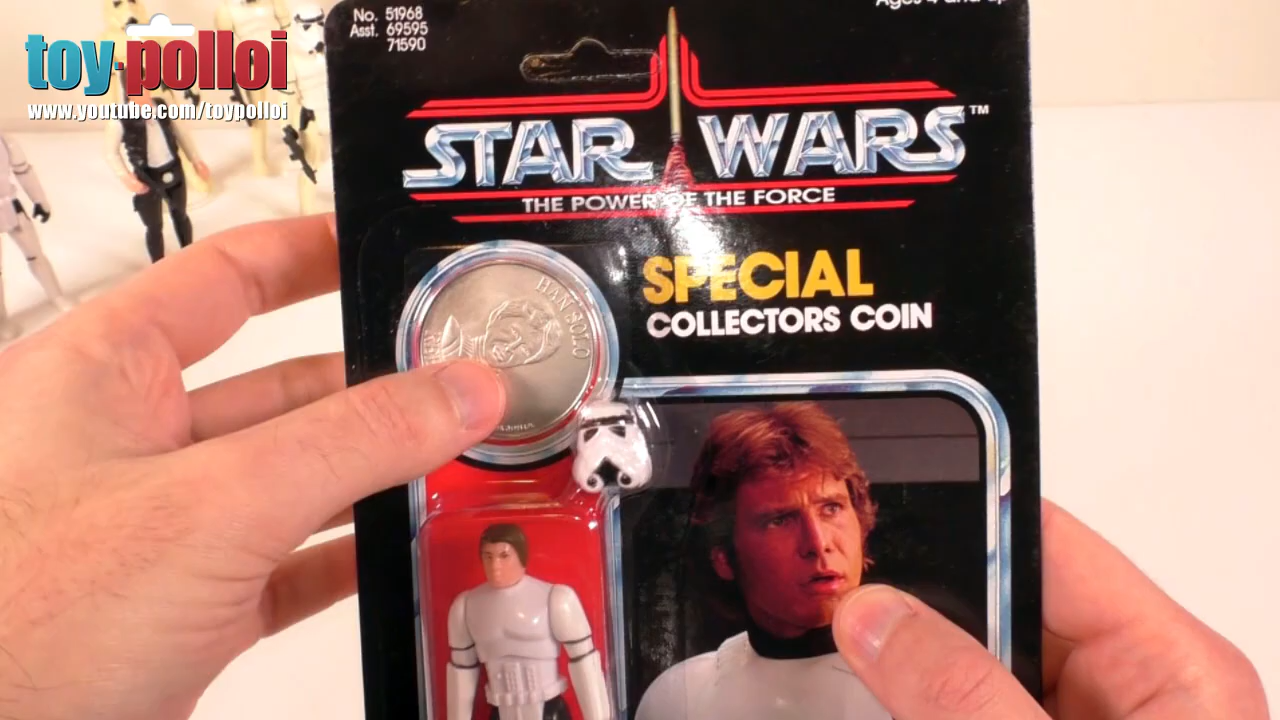 No. 51968
Asst. 69595
71590
toy·polloi
www.youtube.com/toypolloi
STAR WARS™
THE POWER OF THE FORCE
SPECIAL
COLLECTORS COIN
HAN SOLO